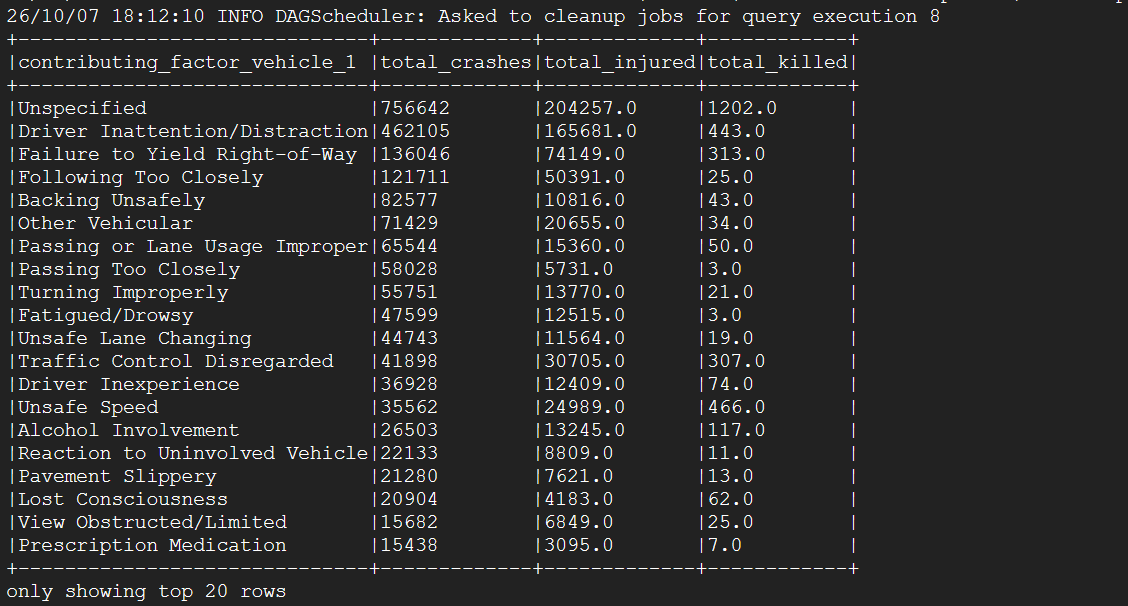 26/10/07 18:12:10 INFO DAGScheduler: Asked to cleanup jobs for query execution 8
+------------------------------+-------------+-------------+------------+
|contributing_factor_vehicle_1 |total_crashes|total_injured|total_killed|
+------------------------------+-------------+-------------+------------+
|Unspecified                   |756642       |204257.0     |1202.0      |
|Driver Inattention/Distraction|462105       |165681.0     |443.0       |
|Failure to Yield Right-of-Way |136046       |74149.0      |313.0       |
|Following Too Closely         |121711       |50391.0      |25.0        |
|Backing Unsafely              |82577        |10816.0      |43.0        |
|Other Vehicular               |71429        |20655.0      |34.0        |
|Passing or Lane Usage Improper|65544        |15360.0      |50.0        |
|Passing Too Closely           |58028        |5731.0       |3.0         |
|Turning Improperly            |55751        |13770.0      |21.0        |
|Fatigued/Drowsy               |47599        |12515.0      |3.0         |
|Unsafe Lane Changing          |44743        |11564.0      |19.0        |
|Traffic Control Disregarded   |41898        |30705.0      |307.0       |
|Driver Inexperience           |36928        |12409.0      |74.0        |
|Unsafe Speed                  |35562        |24989.0      |466.0       |
|Alcohol Involvement           |26503        |13245.0      |117.0       |
|Reaction to Uninvolved Vehicle|22133        |8809.0       |11.0        |
|Pavement Slippery             |21280        |7621.0       |13.0        |
|Lost Consciousness            |20904        |4183.0       |62.0        |
|View Obstructed/Limited       |15682        |6849.0       |25.0        |
|Prescription Medication       |15438        |3095.0       |7.0         |
+------------------------------+-------------+-------------+------------+
only showing top 20 rows